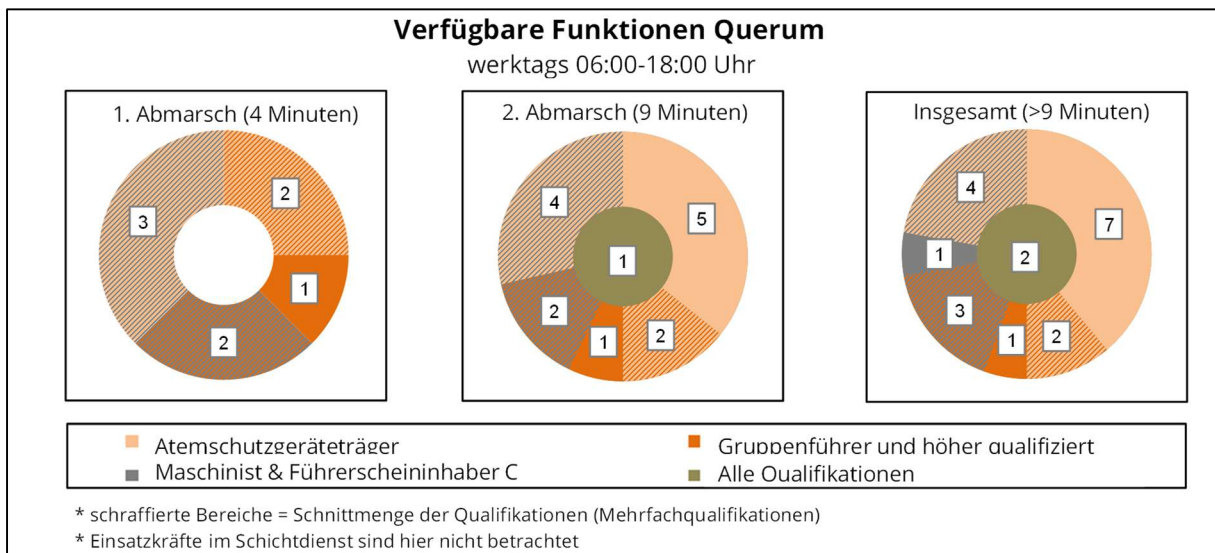 Verfügbare Funktionen Querum
werktags 06:00-18:00 Uhr
1. Abmarsch (4 Minuten)
3
2
1
2
2. Abmarsch (9 Minuten)
4
5
1
2
1
2
Insgesamt (>9 Minuten)
4
7
1
2
3
1
2
Atemschutzgeräteträger
Gruppenführer und höher qualifiziert
Maschinist & Führerscheininhaber C
Alle Qualifikationen
* schraffierte Bereiche = Schnittmenge der Qualifikationen (Mehrfachqualifikationen)
* Einsatzkräfte im Schichtdienst sind hier nicht betrachtet